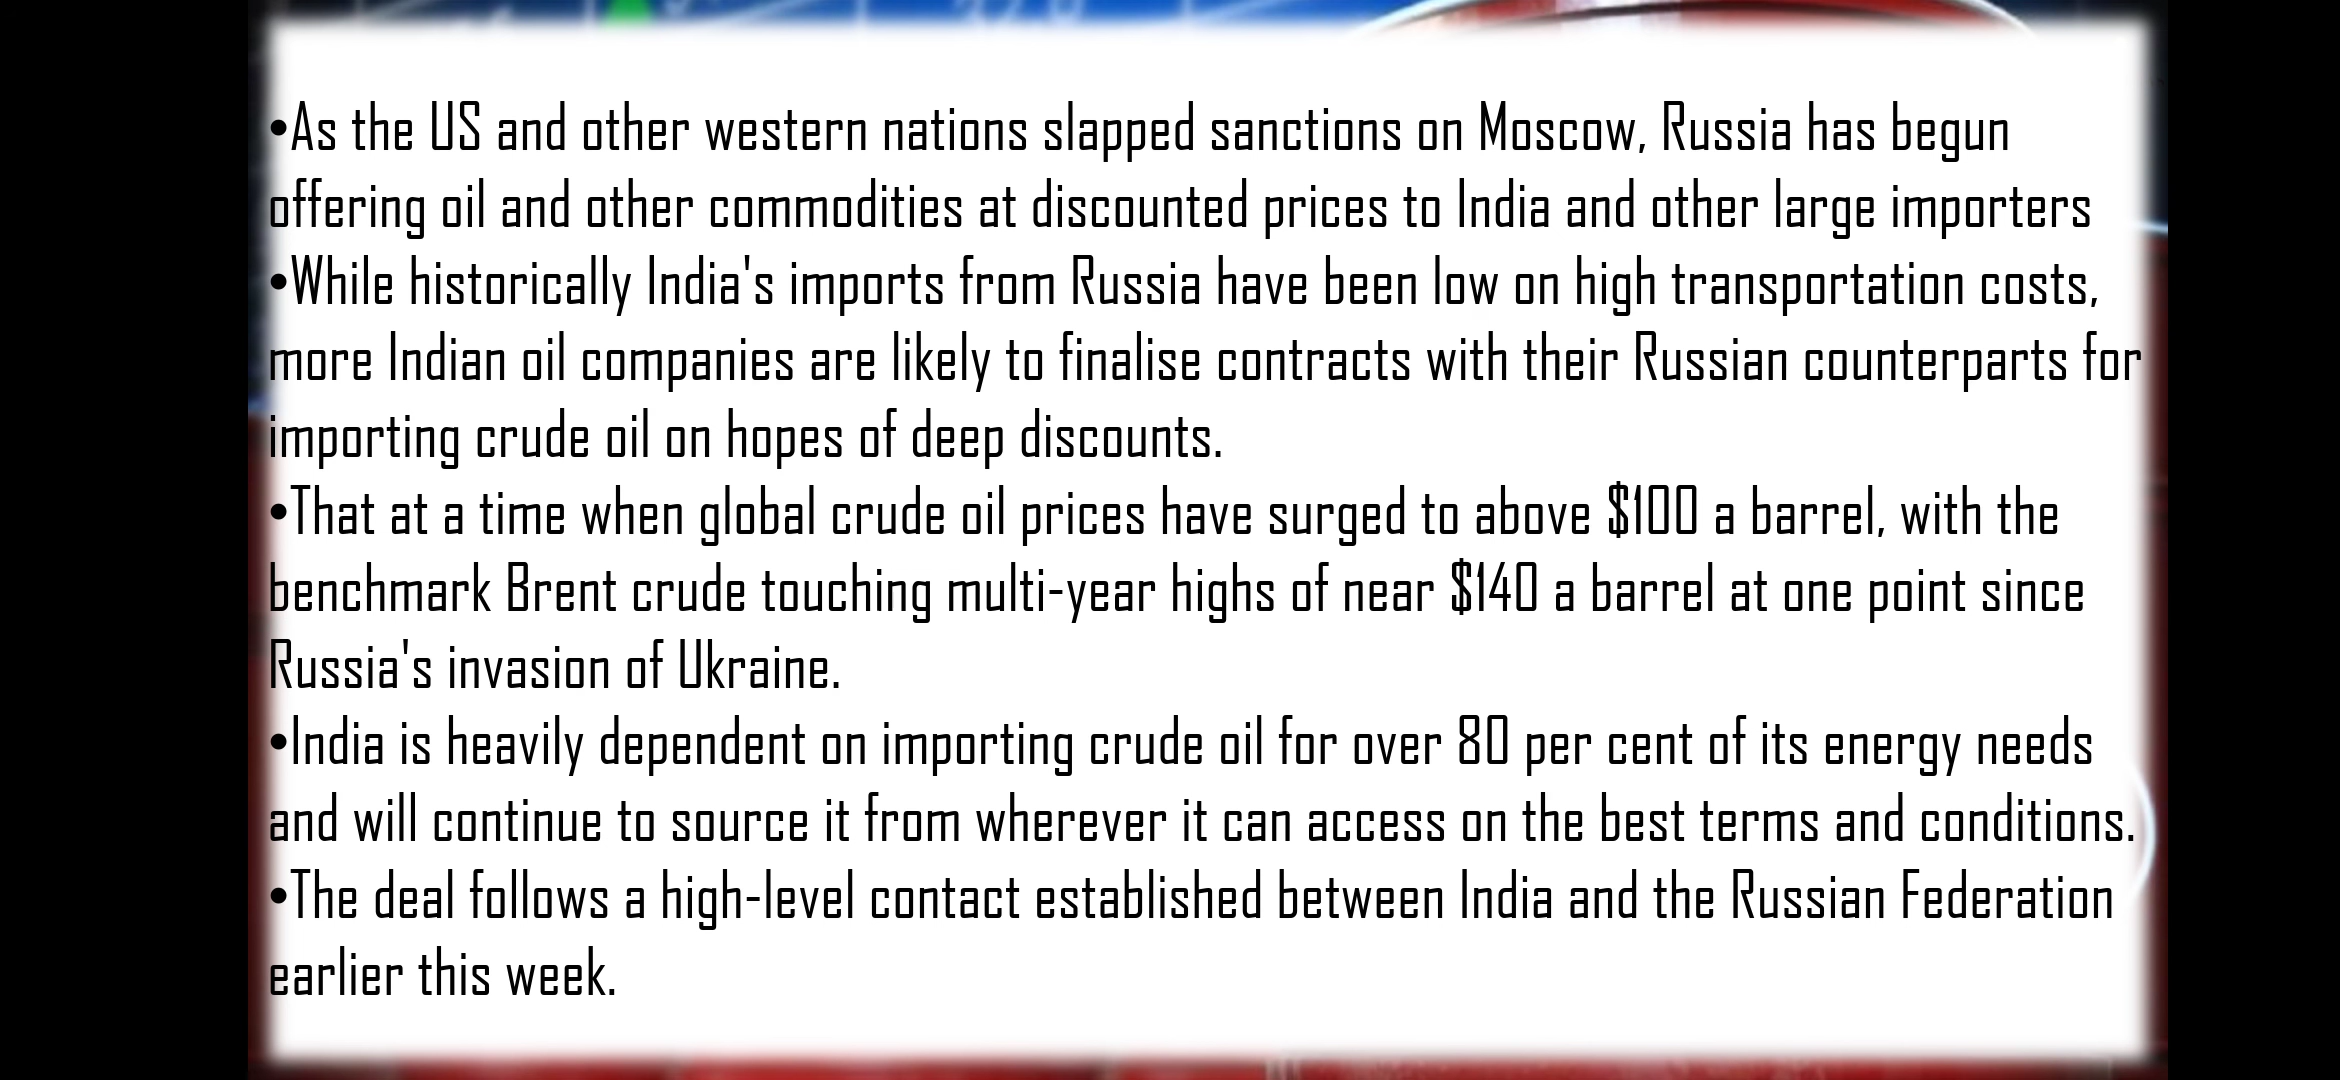 •As the US and other western nations slapped sanctions on Moscow, Russia has begun
offering oil and other commodities at discounted prices to India and other large importers
•While historically India's imports from Russia have been low on high transportation costs,
more Indian oil companies are likely to finalise contracts with their Russian counterparts for
importing crude oil on hopes of deep discounts.
•That at a time when global crude oil prices have surged to above $100 a barrel, with the
benchmark Brent crude touching multi-year highs of near $140 a barrel at one point since
Russia's invasion of Ukraine.
•India is heavily dependent on importing crude oil for over 80 per cent of its energy needs
and will continue to source it from wherever it can access on the best terms and conditions.
•The deal follows a high-level contact established between India and the Russian Federation
earlier this week.